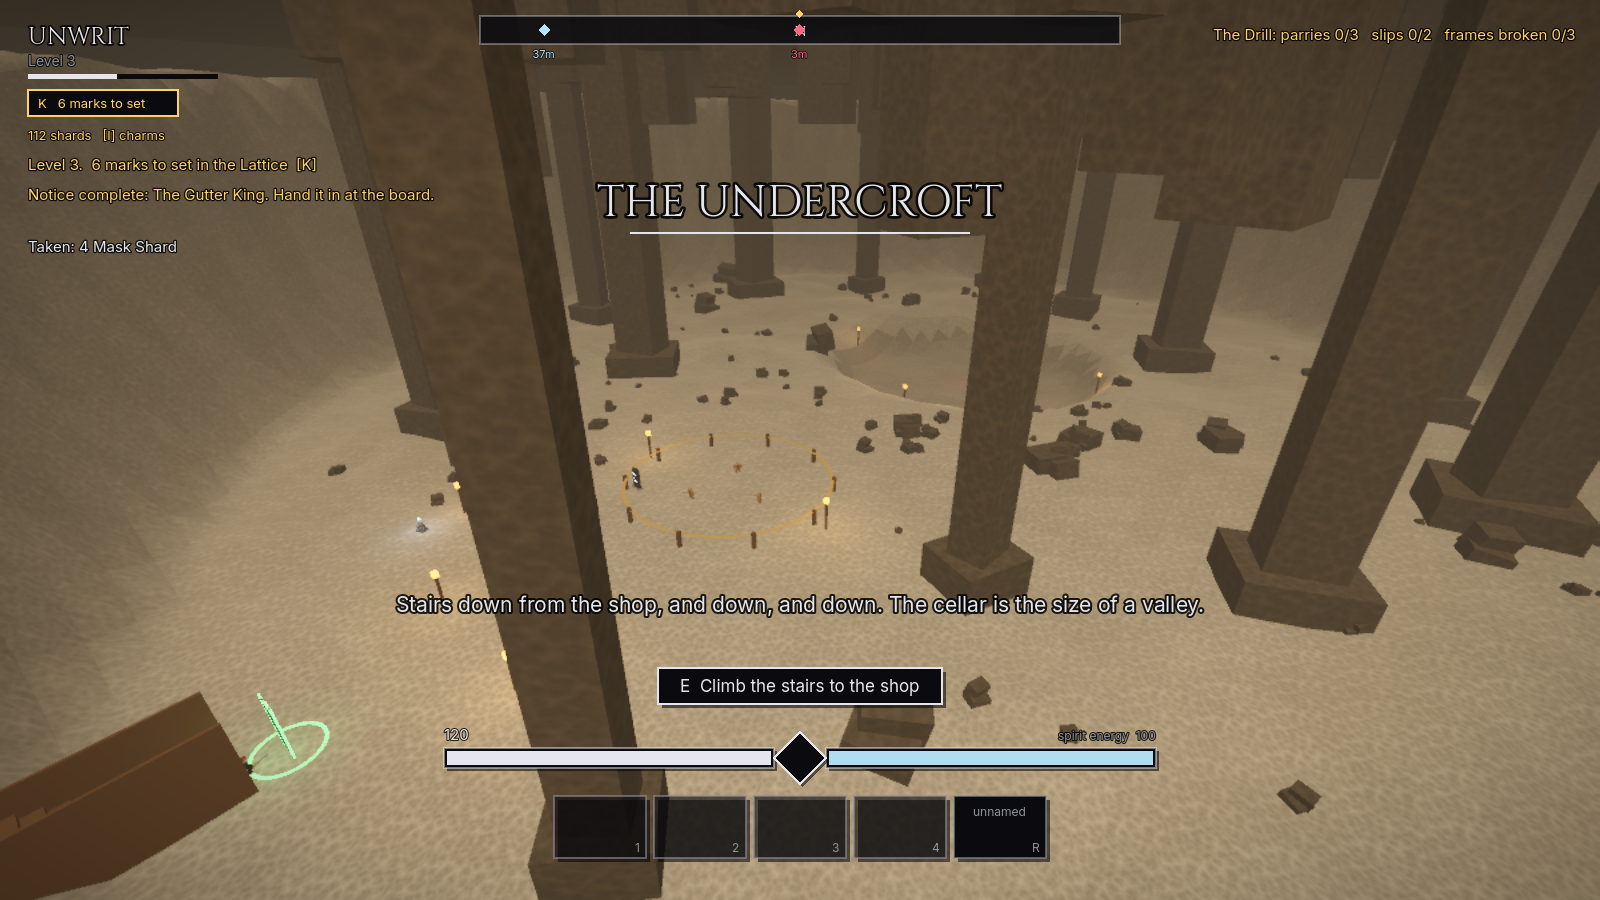 UNWRIT
Level 3
K 6 marks to set
112 shards [I] charms
Level 3. 6 marks to set in the Lattice [K]
Notice complete: The Gutter King. Hand it in at the board.
Taken: 4 Mask Shard
37m
3m
The Drill: parries 0/3 slips 0/2 frames broken 0/3
THE UNDERCROFT
Stairs down from the shop, and down, and down. The cellar is the size of a valley.
E Climb the stairs to the shop
120
spirit energy 100
1
2
3
4
unnamed
R